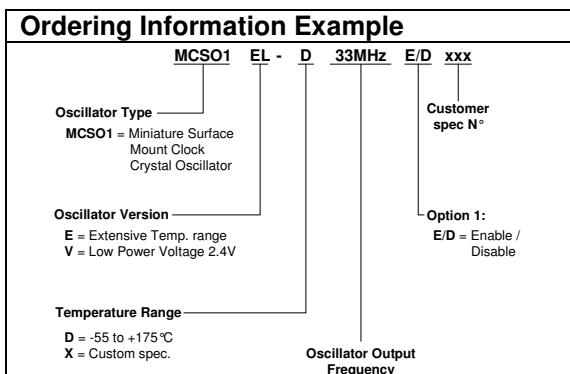 Ordering Information Example
MCSO1 EL - D 33MHz E/D xxx
Oscillator Type
MCSO1 = Miniature Surface
Mount Clock
Crystal Oscillator
Customer
spec N°
Oscillator Version
E = Extensive Temp. range
V = Low Power Voltage 2.4V
Option 1:
E/D = Enable /
Disable
Temperature Range
D = -55 to +175°C
X = Custom spec.
Oscillator Output
Frequency